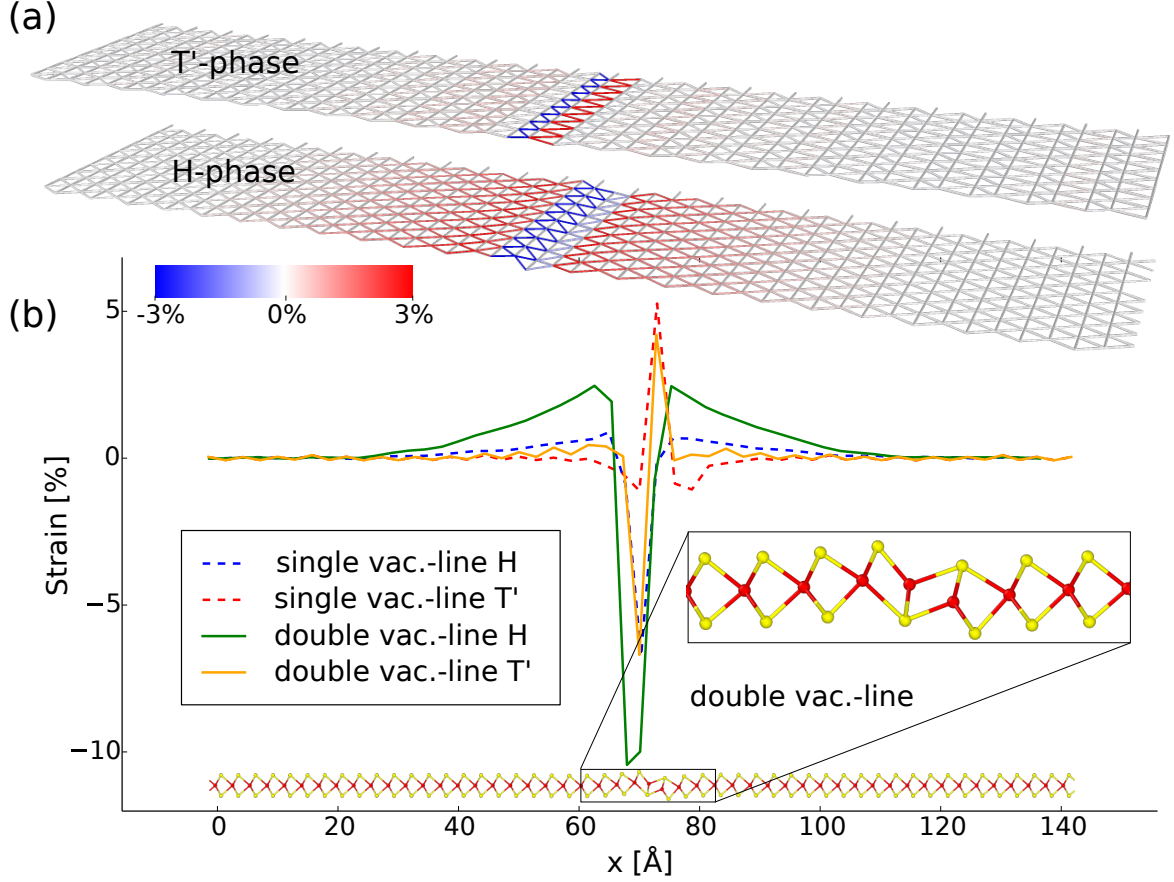 (a)
T'-phase
H-phase
-3% 0% 3%
(b)
5
0
−5
−10
Strain [%]
single vac.-line H
single vac.-line T'
double vac.-line H
double vac.-line T'
double vac.-line
0 20 40 60 80 100 120 140
x [Å]